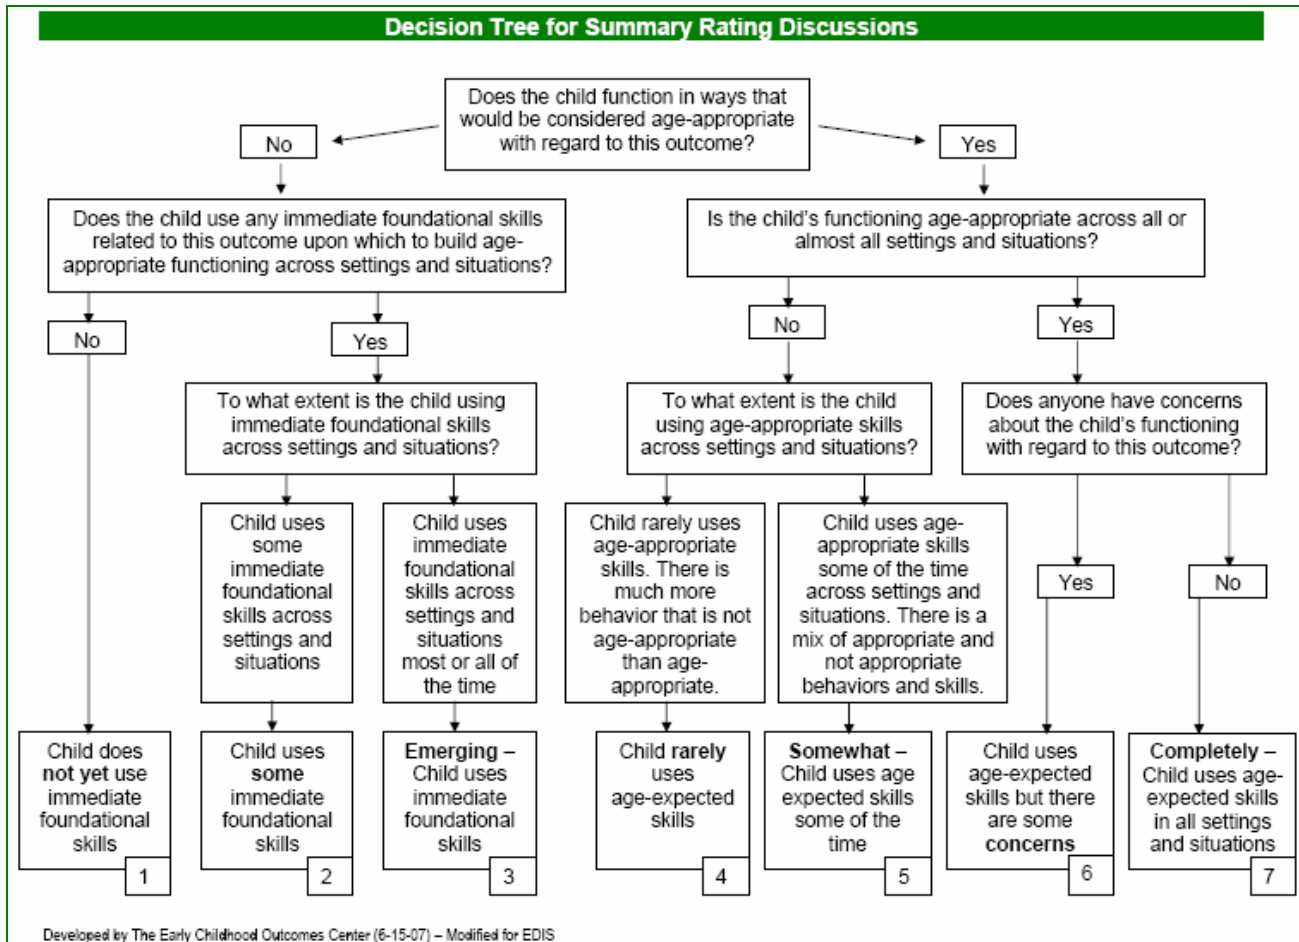 Decision Tree for Summary Rating Discussions
Does the child function in ways that
would be considered age-appropriate
with regard to this outcome?
No
Yes
Does the child use any immediate foundational skills
related to this outcome upon which to build age-
appropriate functioning across settings and situations?
Is the child's functioning age-appropriate across all or
almost all settings and situations?
No
Yes
No
Yes
To what extent is the child using
immediate foundational skills
across settings and situations?
To what extent is the child
using age-appropriate skills
across settings and situations?
Does anyone have concerns
about the child's functioning
with regard to this outcome?
Child uses
some
immediate
foundational
skills across
settings and
situations
Child uses
immediate
foundational
skills across
settings and
situations
most or all of
the time
Child rarely uses
age-appropriate
skills. There is
much more
behavior that is not
age-appropriate
than age-
appropriate.
Child uses age-
appropriate skills
some of the time
across settings and
situations. There is a
mix of appropriate and
not appropriate
behaviors and skills.
Yes
No
Child does
not yet use
immediate
foundational
skills
1
Child uses
some
immediate
foundational
skills
2
Emerging –
Child uses
immediate
foundational
skills
3
Child rarely
uses
age-expected
skills
4
Somewhat –
Child uses age
expected skills
some of the
time
5
Child uses
age-expected
skills but there
are some
concerns
6
Completely –
Child uses age-
expected skills
in all settings
and situations
7
Developed by The Early Childhood Outcomes Center (6-15-07) – Modified for EDIS